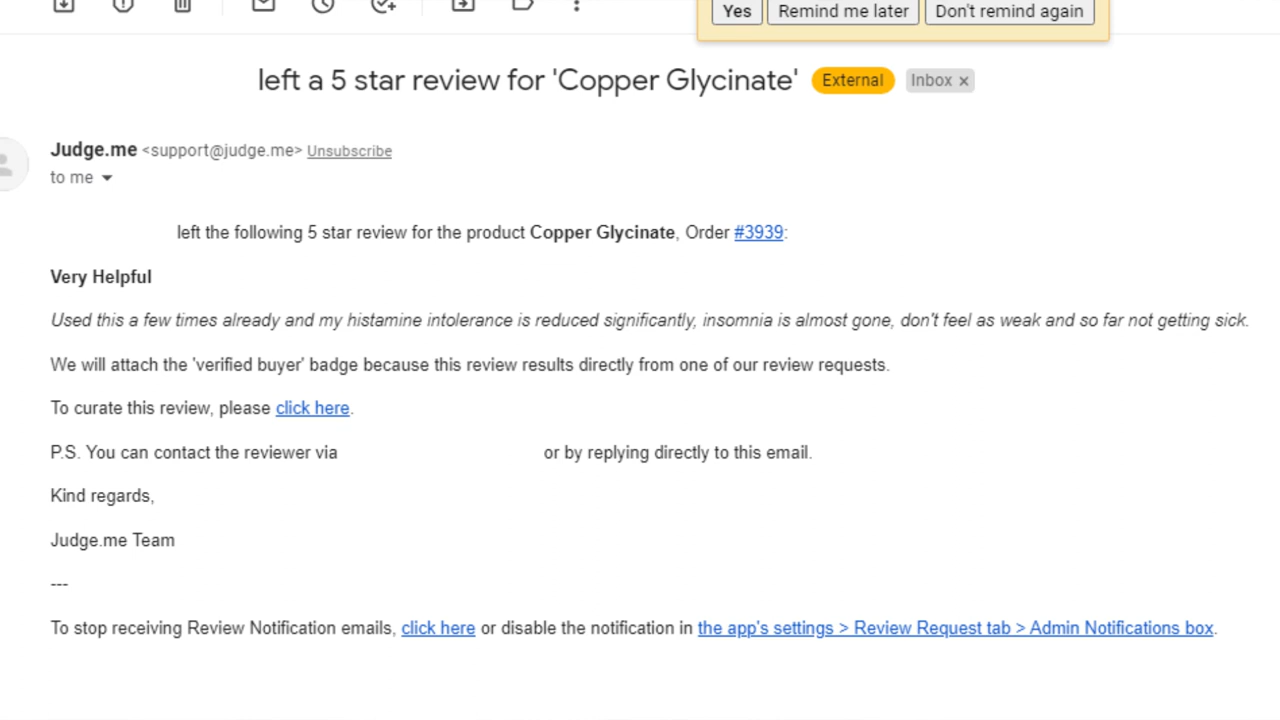 Yes Remind me later Don't remind again
left a 5 star review for 'Copper Glycinate' External Inbox ×
Judge.me <support@judge.me> Unsubscribe
to me
left the following 5 star review for the product Copper Glycinate, Order #3939:
Very Helpful
Used this a few times already and my histamine intolerance is reduced significantly, insomnia is almost gone, don't feel as weak and so far not getting sick.
We will attach the 'verified buyer' badge because this review results directly from one of our review requests.
To curate this review, please click here.
P.S. You can contact the reviewer via or by replying directly to this email.
Kind regards,
Judge.me Team
---
To stop receiving Review Notification emails, click here or disable the notification in the app's settings > Review Request tab > Admin Notifications box.